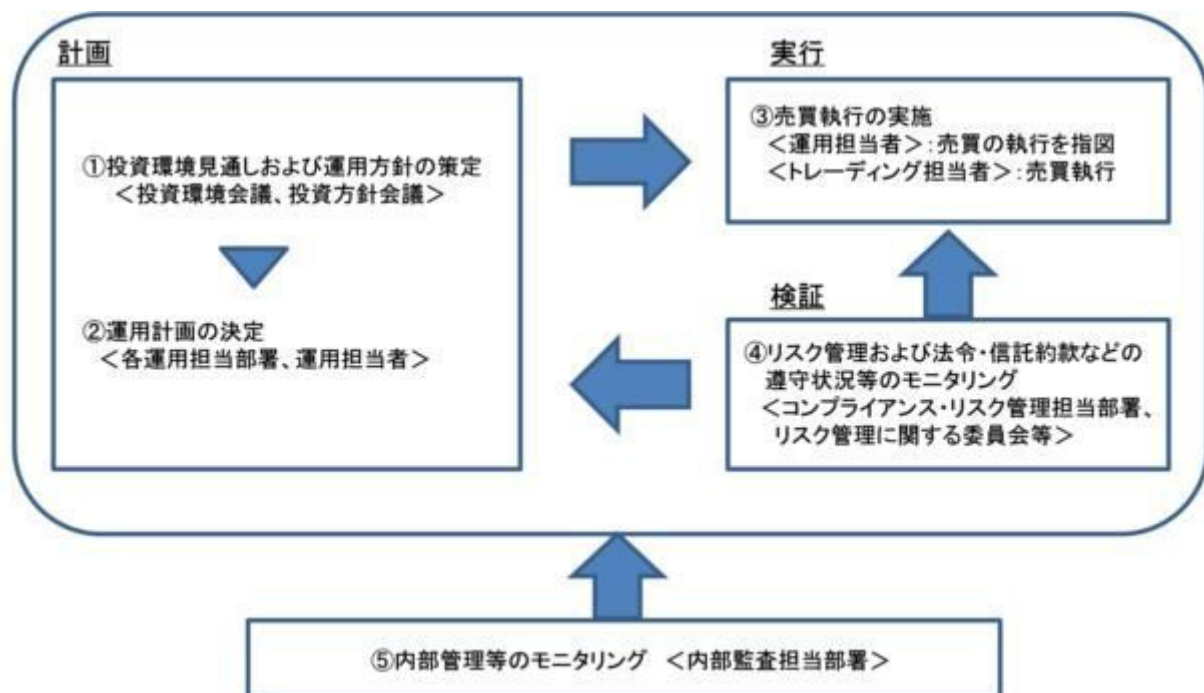 計画
①投資環境見通しおよび運用方針の策定
＜投資環境会議、投資方針会議＞
②運用計画の決定
＜各運用担当部署、運用担当者＞
実行
③売買執行の実施
＜運用担当者＞：売買の執行を指図
＜トレーディング担当者＞：売買執行
検証
④リスク管理および法令・信託約款などの
遵守状況等のモニタリング
＜コンプライアンス・リスク管理担当部署、
リスク管理に関する委員会等＞
⑤内部管理等のモニタリング　＜内部監査担当部署＞